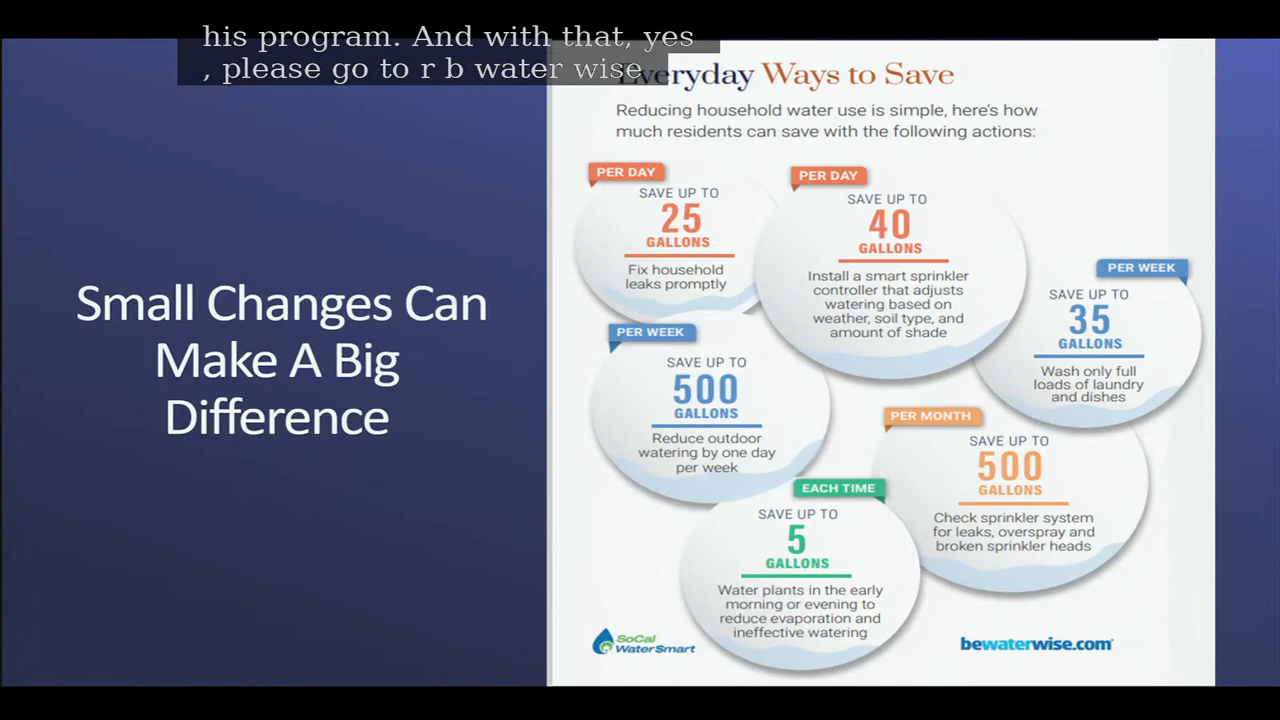 his program. And with that, yes
, please go to r b water wise
Small Changes Can
Make A Big
Difference
Everyday Ways to Save
Reducing household water use is simple, here's how
much residents can save with the following actions:
PER DAY
SAVE UP TO
25
GALLONS
Fix household
leaks promptly
PER DAY
SAVE UP TO
40
GALLONS
Install a smart sprinkler
controller that adjusts
watering based on
weather, soil type, and
amount of shade
PER WEEK
SAVE UP TO
35
GALLONS
Wash only full
loads of laundry
and dishes
PER WEEK
SAVE UP TO
500
GALLONS
Reduce outdoor
watering by one day
per week
PER MONTH
SAVE UP TO
500
GALLONS
Check sprinkler system
for leaks, overspray and
broken sprinkler heads
EACH TIME
SAVE UP TO
5
GALLONS
Water plants in the early
morning or evening to
reduce evaporation and
ineffective watering
SoCal
WaterSmart
bewaterwise.com